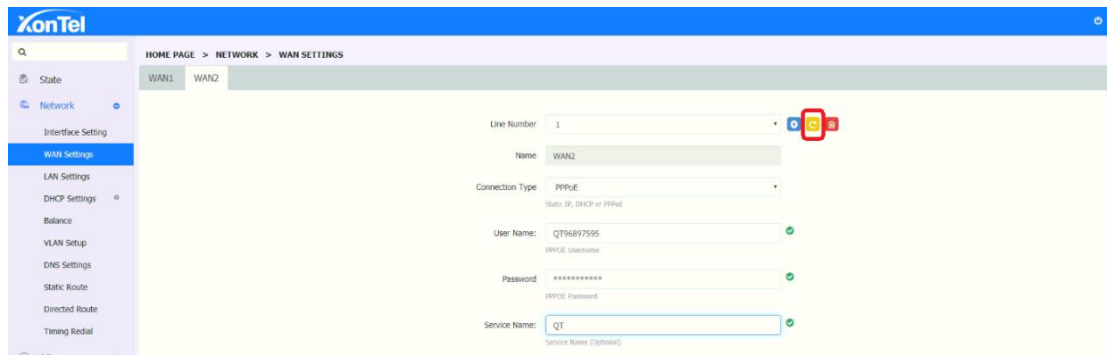 XonTel
HOME PAGE > NETWORK > WAN SETTINGS
State
WAN1 WAN2
Network
Line Number 1
Intertface Setting
WAN Settings
Name WAN2
LAN Settings
Connection Type PPPoE
DHCP Settings
Static IP, DHCP or PPPoE
Balance
User Name: QT96897595
VLAN Setup
PPPOE Username
DNS Settings
Password ***********
Static Route
PPPOE Password
Directed Route
Service Name: QT
Timing Redial
Service Name (Optional)